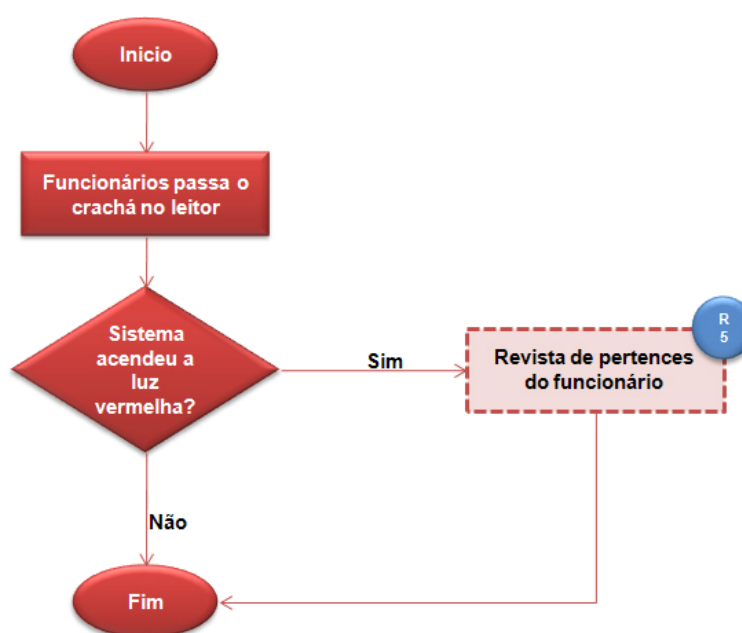 Inicio
Funcionários passa o
crachá no leitor
Sistema
acendeu a
luz
vermelha?
Sim
R
5
Revista de pertences
do funcionário
Não
Fim